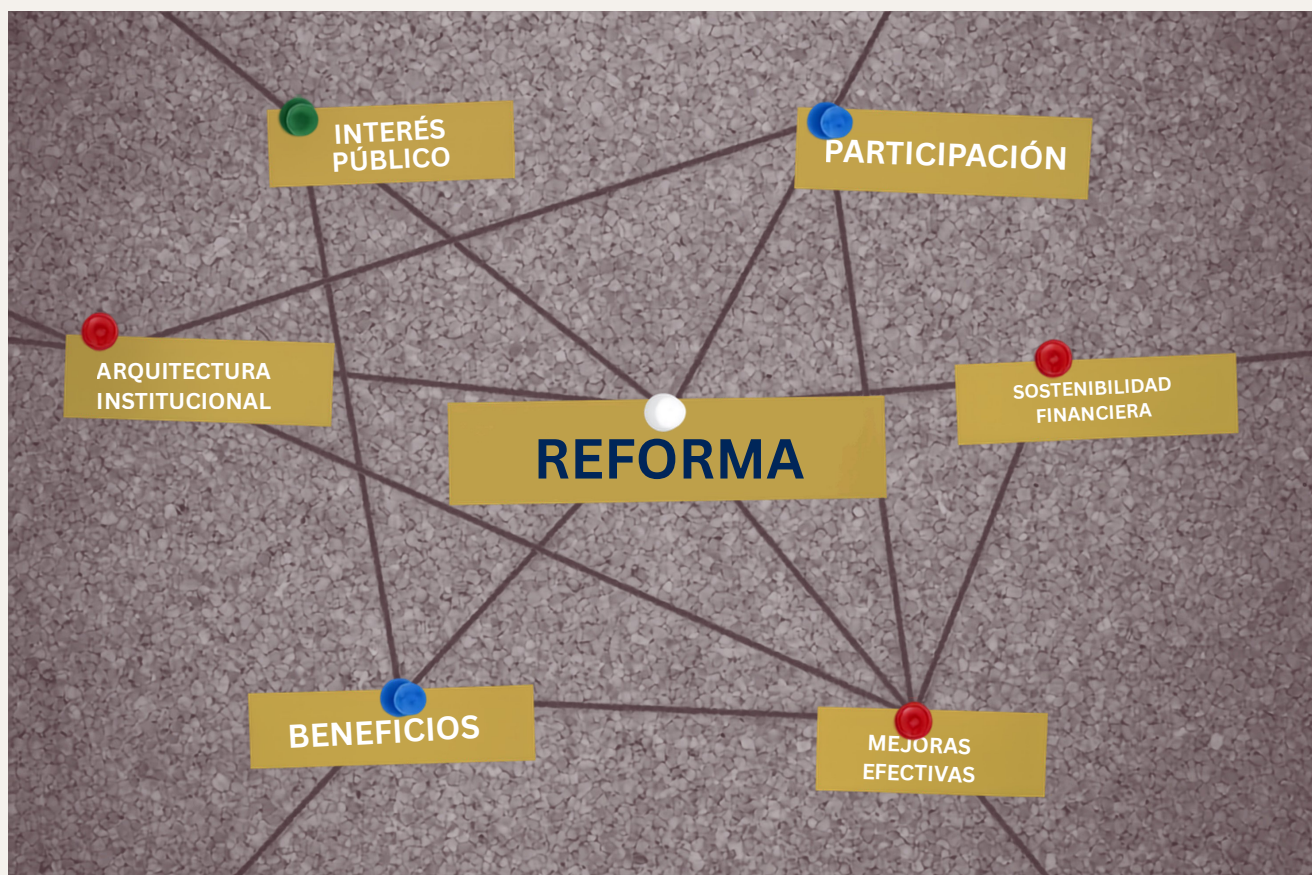 INTERÉS
PÚBLICO
PARTICIPACIÓN
ARQUITECTURA
INSTITUCIONAL
SOSTENIBILIDAD
FINANCIERA
REFORMA
BENEFICIOS
MEJORAS
EFECTIVAS